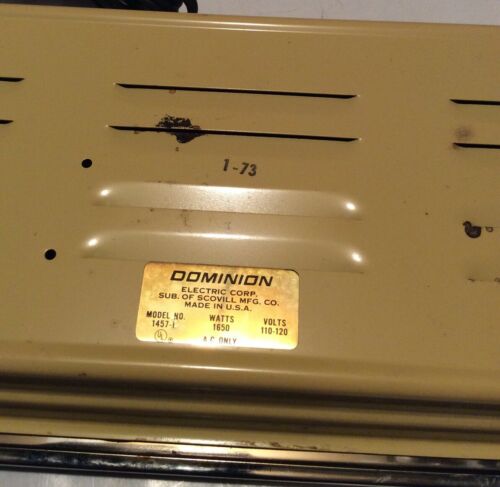 1-73
DOMINION
ELECTRIC CORP.
SUB. OF SCOVILL MFG. CO.
MADE IN U.S.A.
MODEL NO. WATTS VOLTS
1457-L 1650 110-120
UL ® A.C. ONLY